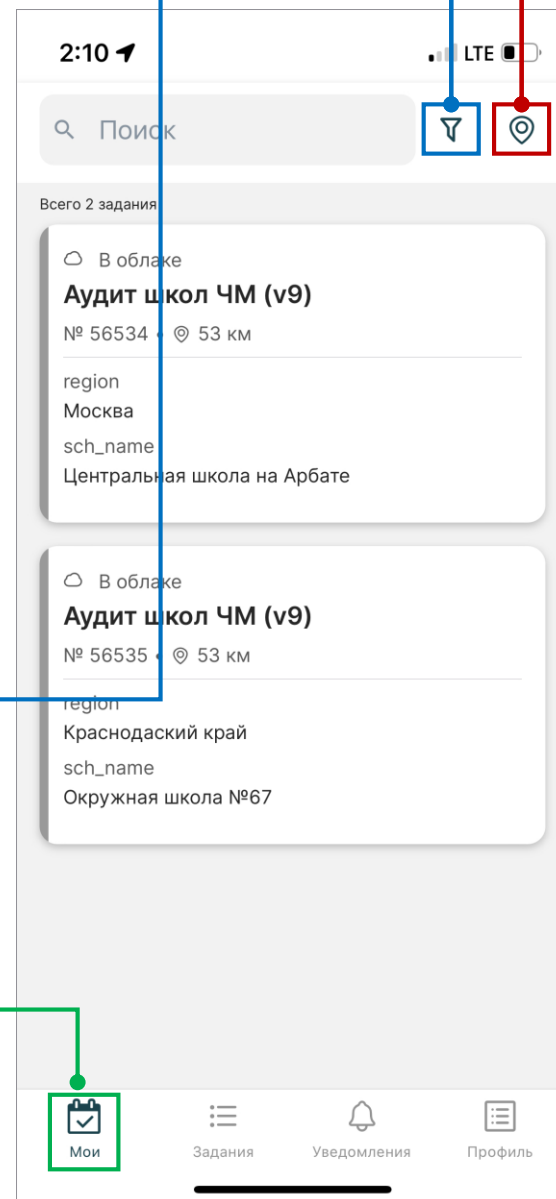 2:10 LTE
Поиск
Всего 2 задания
В облаке
Аудит школ ЧМ (v9)
№ 56534 • 53 км
region
Москва
sch_name
Центральная школа на Арбате
В облаке
Аудит школ ЧМ (v9)
№ 56535 • 53 км
region
Краснодаский край
sch_name
Окружная школа №67
Мои Задания Уведомления Профиль